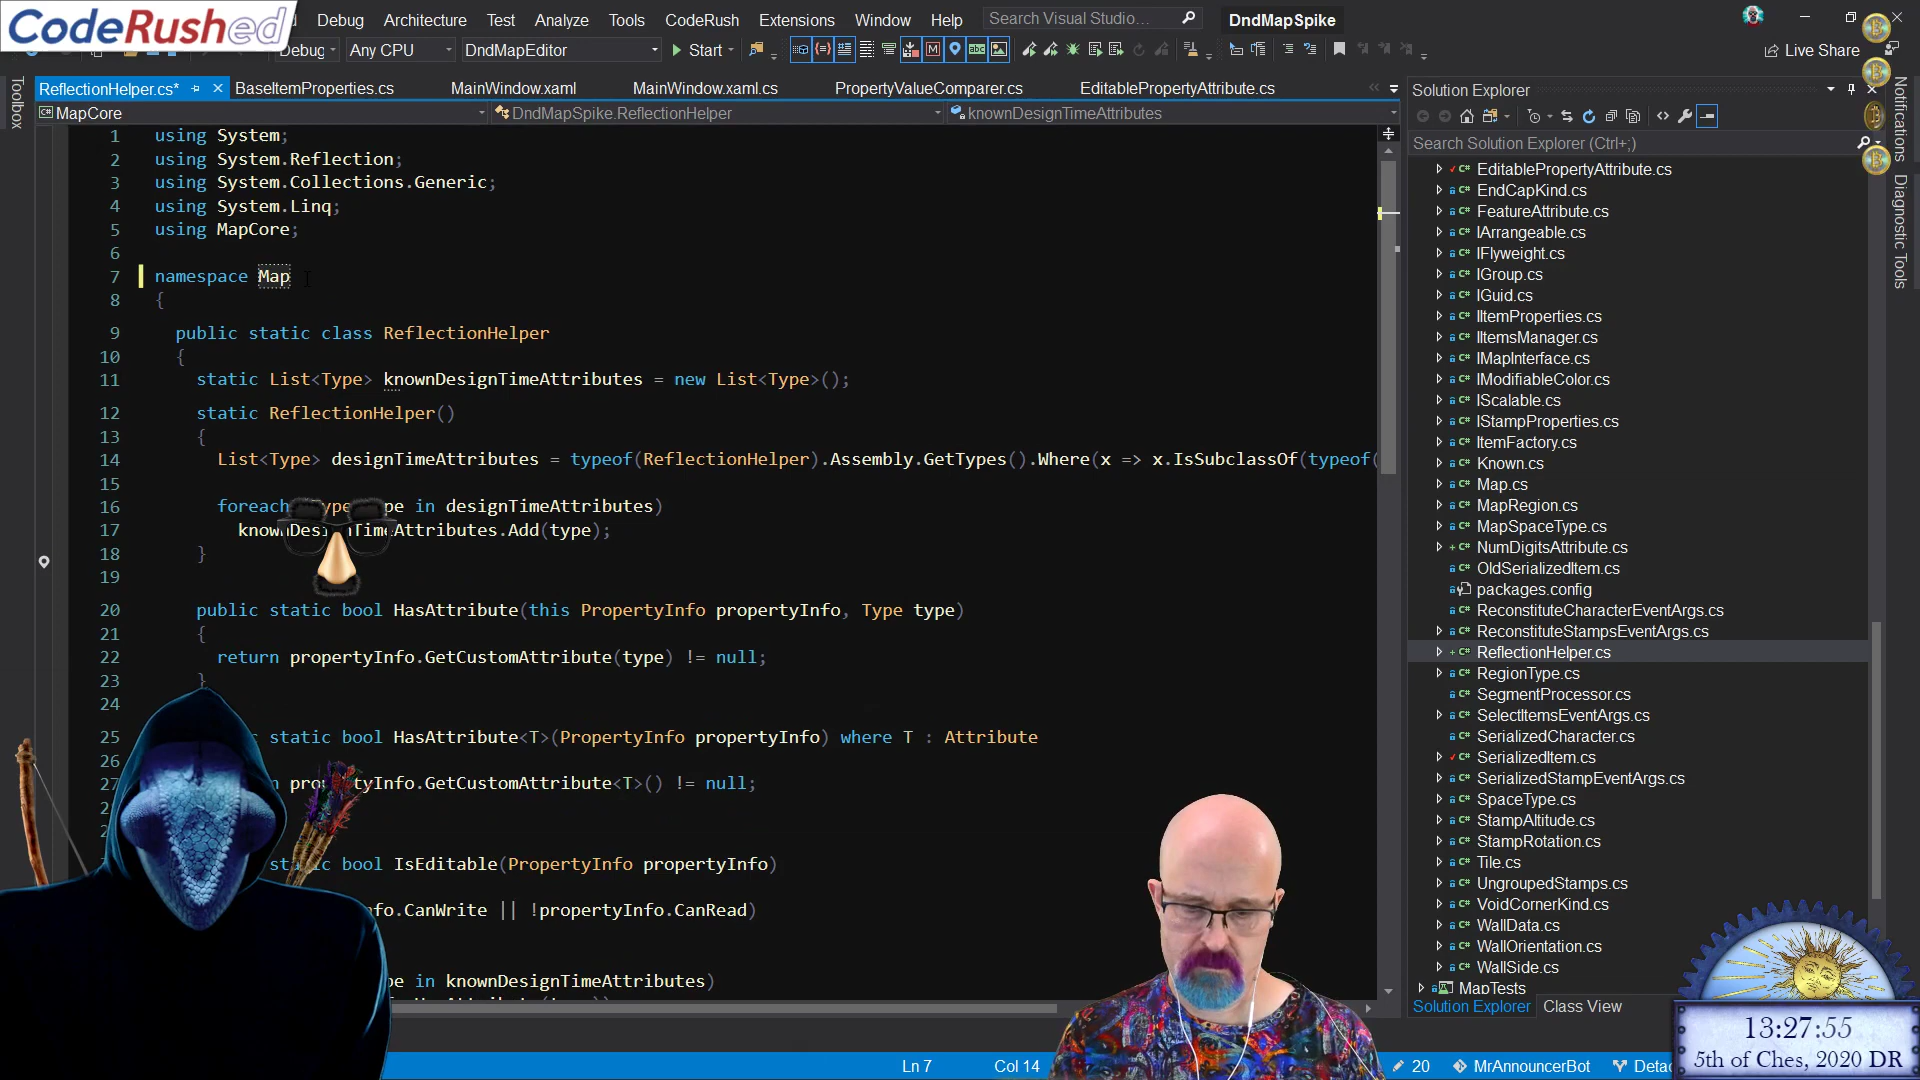 CodeRushed
Debug Architecture Test Analyze Tools CodeRush Extensions Window Help Search Visual Studio... DndMapSpike
Debug Any CPU DndMapEditor Start Live Share
Toolbox
ReflectionHelper.cs* BaseItemProperties.cs MainWindow.xaml MainWindow.xaml.cs PropertyValueComparer.cs EditablePropertyAttribute.cs
MapCore DndMapSpike.ReflectionHelper knownDesignTimeAttributes
1 using System;
2 using System.Reflection;
3 using System.Collections.Generic;
4 using System.Linq;
5 using MapCore;
6
7 namespace Map
8 {
9 public static class ReflectionHelper
10 {
11 static List<Type> knownDesignTimeAttributes = new List<Type>();
12 static ReflectionHelper()
13 {
14 List<Type> designTimeAttributes = typeof(ReflectionHelper).Assembly.GetTypes().Where(x => x.IsSubclassOf(typeof(
15
16 foreach designTimeAttributes)
17 knownDesignTimeAttributes.Add(type);
18 }
19
20 public static bool HasAttribute(this PropertyInfo propertyInfo, Type type)
21 {
22 return propertyInfo.GetCustomAttribute(type) != null;
23 }
24
25 static bool HasAttribute<T>(PropertyInfo propertyInfo) where T : Attribute
26
27 GetCustomAttribute<T>() != null;
static bool IsEditable(PropertyInfo propertyInfo)
.CanWrite || !propertyInfo.CanRead)
in knownDesignTimeAttributes)
Ln 7 Col 14
Solution Explorer
Search Solution Explorer (Ctrl+;)
EditablePropertyAttribute.cs
EndCapKind.cs
FeatureAttribute.cs
IArrangeable.cs
IFlyweight.cs
IGroup.cs
IGuid.cs
IItemProperties.cs
IItemsManager.cs
IMapInterface.cs
IModifiableColor.cs
IScalable.cs
IStampProperties.cs
ItemFactory.cs
Known.cs
Map.cs
MapRegion.cs
MapSpaceType.cs
NumDigitsAttribute.cs
OldSerializedItem.cs
packages.config
ReconstituteCharacterEventArgs.cs
ReconstituteStampsEventArgs.cs
ReflectionHelper.cs
RegionType.cs
SegmentProcessor.cs
SelectItemsEventArgs.cs
SerializedCharacter.cs
SerializedItem.cs
SerializedStampEventArgs.cs
SpaceType.cs
StampAltitude.cs
StampRotation.cs
Tile.cs
UngroupedStamps.cs
VoidCornerKind.cs
WallData.cs
WallOrientation.cs
WallSide.cs
MapTests
Solution Explorer Class View
20 MrAnnouncerBot
Notifications
Diagnostic Tools
13:27:55
5th of Ches, 2020 DR